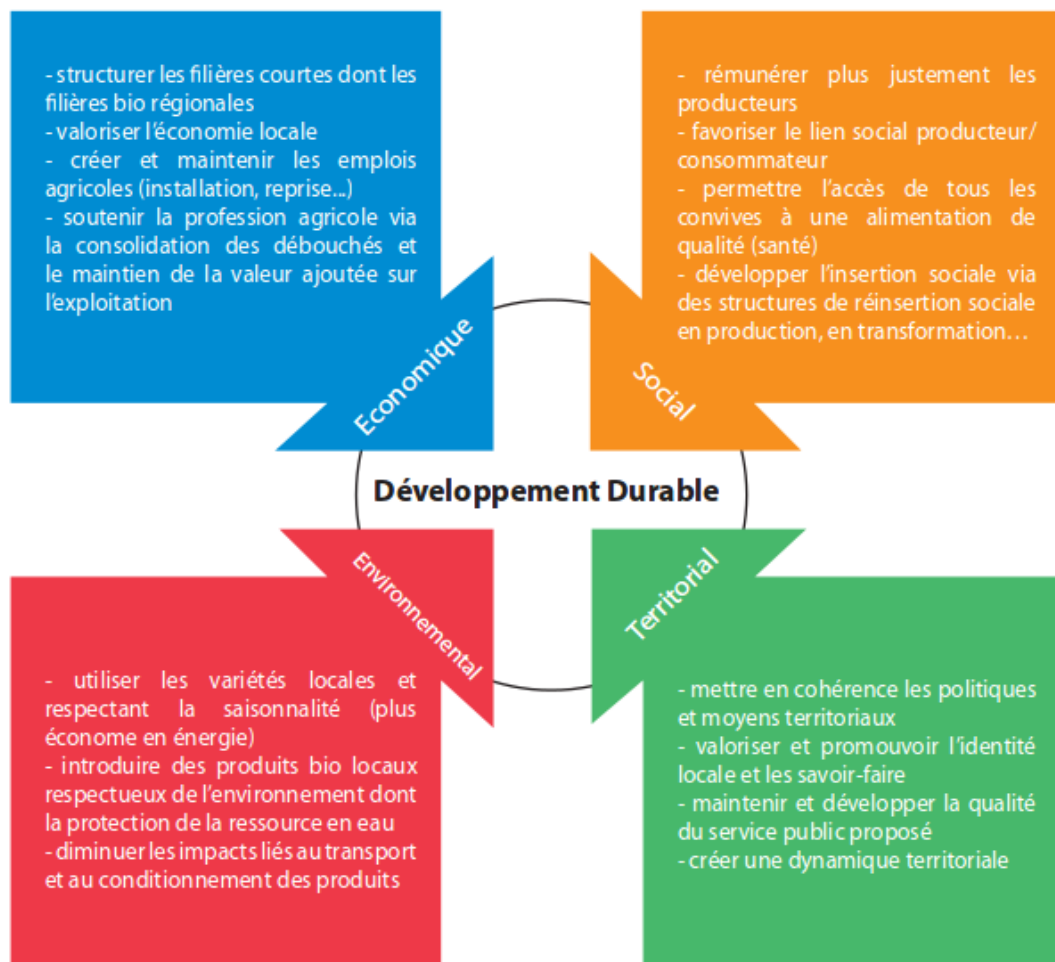 - structurer les filières courtes dont les
filières bio régionales
- valoriser l'économie locale
- créer et maintenir les emplois
agricoles (installation, reprise...)
- soutenir la profession agricole via
la consolidation des débouchés et
le maintien de la valeur ajoutée sur
l'exploitation
Economique
- rémunérer plus justement les
producteurs
- favoriser le lien social producteur/
consommateur
- permettre l'accès de tous les
convives à une alimentation de
qualité (santé)
- développer l'insertion sociale via
des structures de réinsertion sociale
en production, en transformation…
Social
Développement Durable
Environnemental
- utiliser les variétés locales et
respectant la saisonnalité (plus
économe en énergie)
- introduire des produits bio locaux
respectueux de l'environnement dont
la protection de la ressource en eau
- diminuer les impacts liés au transport
et au conditionnement des produits
Territorial
- mettre en cohérence les politiques
et moyens territoriaux
- valoriser et promouvoir l'identité
locale et les savoir-faire
- maintenir et développer la qualité
du service public proposé
- créer une dynamique territoriale